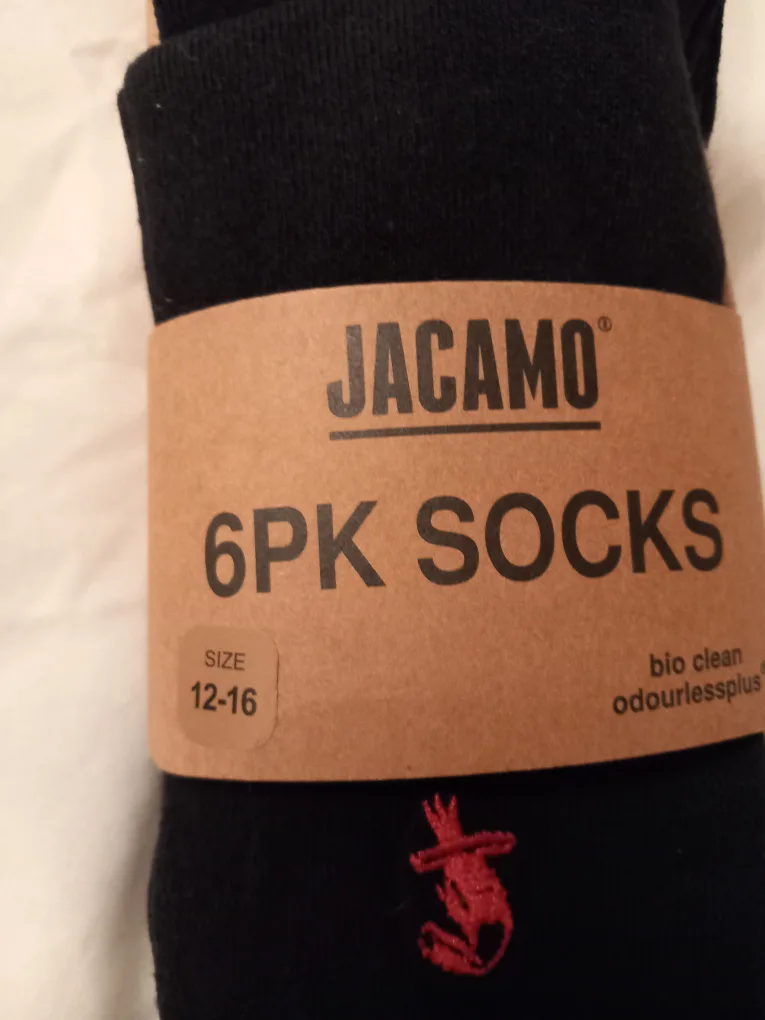 JACAMO®
6PK SOCKS
SIZE
12-16
bio clean
odourlessplus®